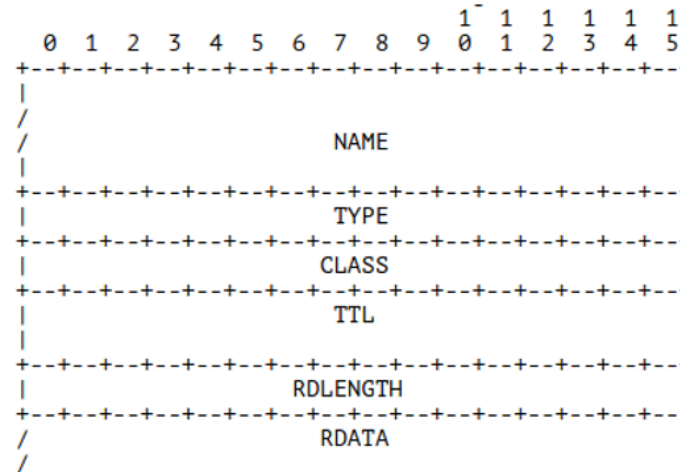 1  1  1  1  1  1
  0  1  2  3  4  5  6  7  8  9  0  1  2  3  4  5
+--+--+--+--+--+--+--+--+--+--+--+--+--+--+--+--
|
/
/                      NAME
|
+--+--+--+--+--+--+--+--+--+--+--+--+--+--+--+--
|                      TYPE
+--+--+--+--+--+--+--+--+--+--+--+--+--+--+--+--
|                     CLASS
+--+--+--+--+--+--+--+--+--+--+--+--+--+--+--+--
|                      TTL
|
+--+--+--+--+--+--+--+--+--+--+--+--+--+--+--+--
|                   RDLENGTH
+--+--+--+--+--+--+--+--+--+--+--+--+--+--+--+--
/                     RDATA
/